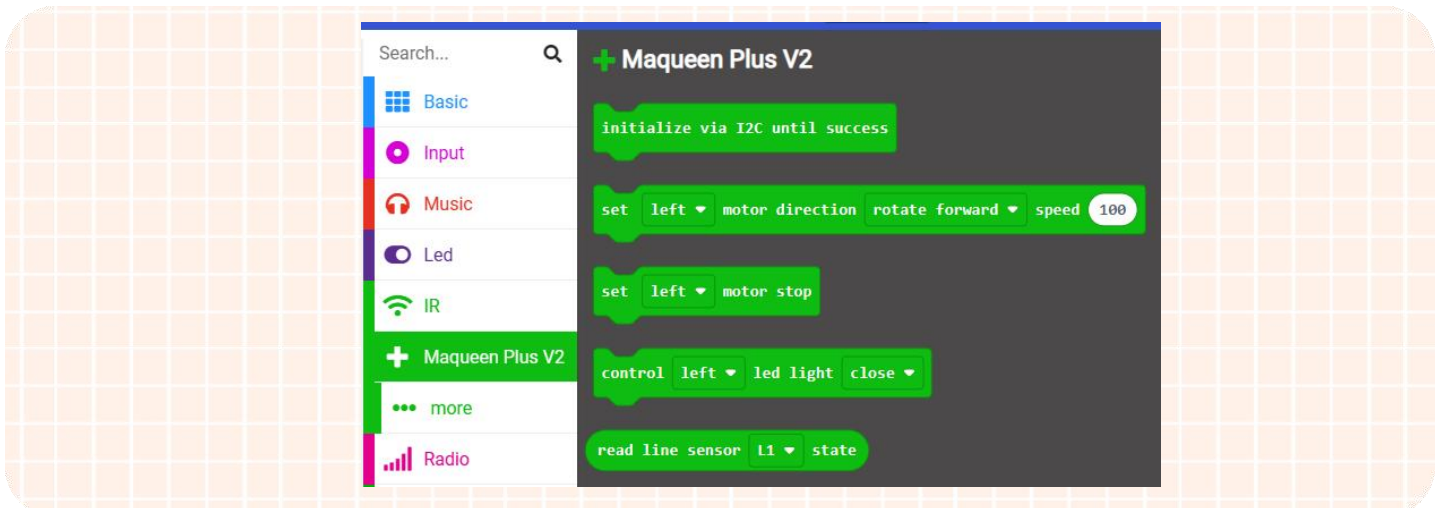 Search...
Basic
Input
Music
Led
IR
Maqueen Plus V2
more
Radio
Maqueen Plus V2
initialize via I2C until success
set left motor direction rotate forward speed 100
set left motor stop
control left led light close
read line sensor L1 state